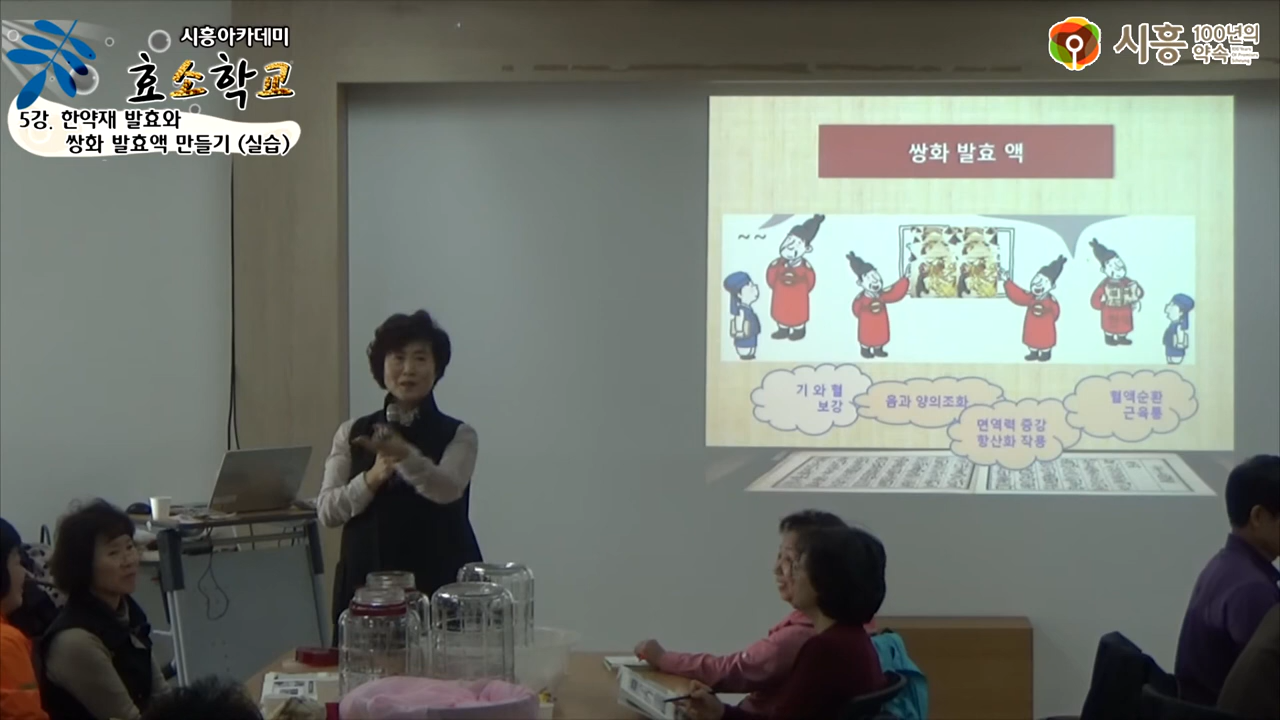 시흥아카데미
효소학교
5강. 한약재 발효와
쌍화 발효액 만들기 (실습)
시흥
100년의
약속
쌍화 발효 액
~ ~
기 와 혈
보강
음과 양의조화
면역력 증강
항산화 작용
혈액순환
근육통